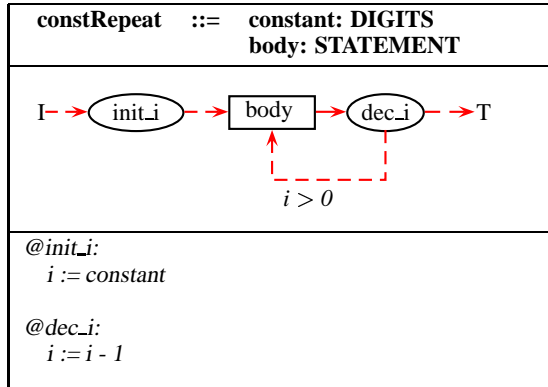 constRepeat ::= constant: DIGITS
body: STATEMENT
I init_i body dec_i T
i > 0
@init_i:
i := constant
@dec_i:
i := i - 1